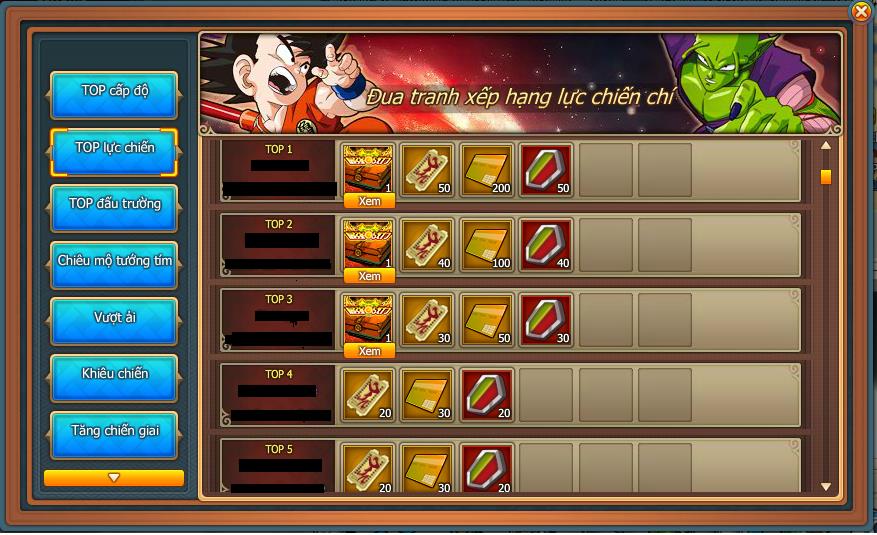 Đua tranh xếp hạng lực chiến chí
TOP cấp độ
TOP lực chiến
TOP đấu trường
Chiêu mộ tướng tím
Vượt ải
Khiêu chiến
Tăng chiến giai
TOP 1
1
50
200
50
Xem
TOP 2
1
40
100
40
Xem
TOP 3
1
30
50
30
Xem
TOP 4
20
30
20
TOP 5
20
30
20